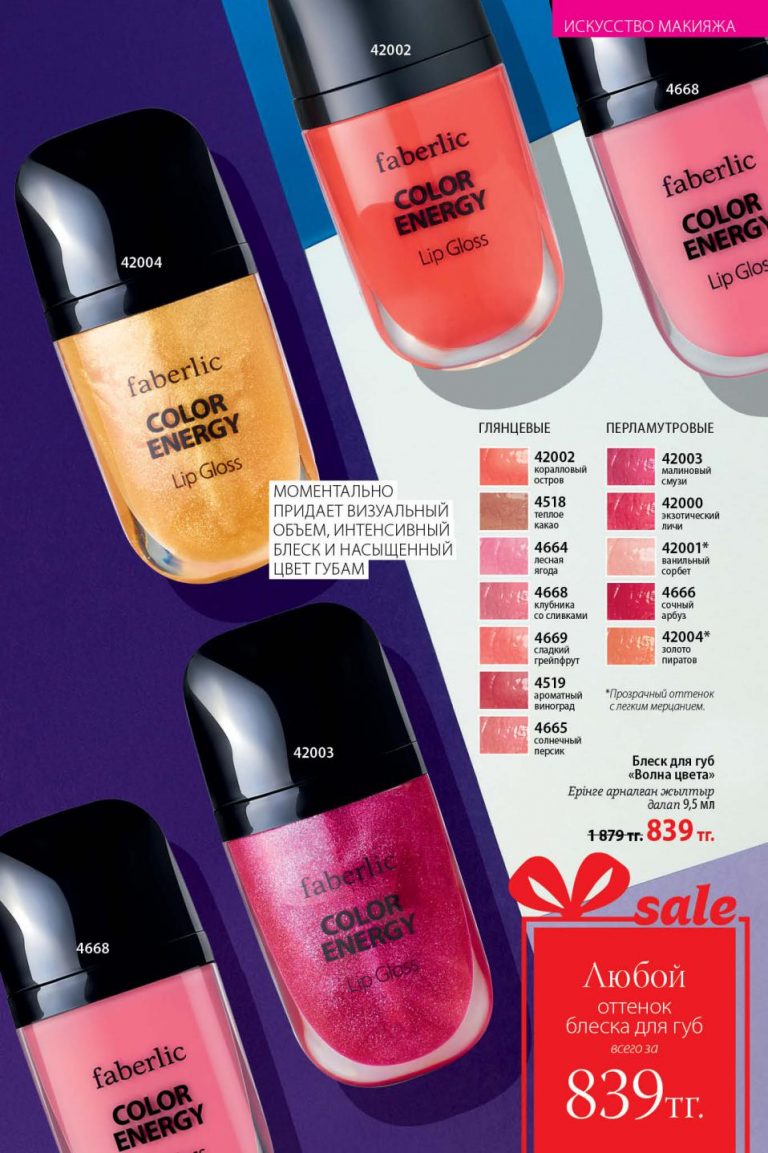 ИСКУССТВО МАКИЯЖА
42002
faberlic
COLOR
ENERGY
Lip Gloss
4668
faberlic
COLOR
ENERGY
Lip Gloss
42004
faberlic
COLOR
ENERGY
Lip Gloss
МОМЕНТАЛЬНО
ПРИДАЕТ ВИЗУАЛЬНЫЙ
ОБЪЕМ, ИНТЕНСИВНЫЙ
БЛЕСК И НАСЫЩЕННЫЙ
ЦВЕТ ГУБАМ
ГЛЯНЦЕВЫЕ
42002
коралловый
остров
4518
теплое
какао
4664
лесная
ягода
4668
клубника
со сливками
4669
сладкий
грейпфрут
4519
ароматный
виноград
4665
солнечный
персик
ПЕРЛАМУТРОВЫЕ
42003
малиновый
смузи
42000
экзотический
личи
42001*
ванильный
сорбет
4666
сочный
арбуз
42004*
золото
пиратов
*Прозрачный оттенок
с легким мерцанием.
Блеск для губ
«Волна цвета»
Ерінге арналған жылтыр
далап 9,5 мл
1 879 тг. 839 тг.
42003
faberlic
COLOR
ENERGY
Lip Gloss
4668
faberlic
COLOR
ENERGY
sale
Любой
оттенок
блеска для губ
всего за
839 тг.